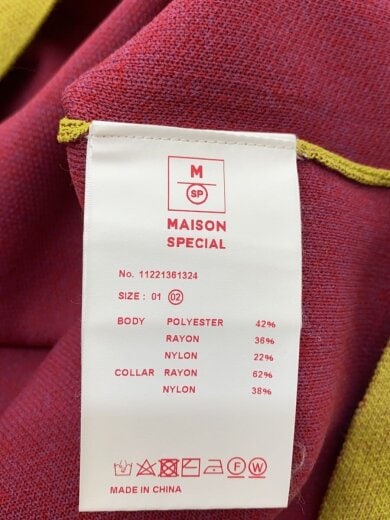 M
SP
MAISON
SPECIAL
No. 11221361324
SIZE : 01 02
BODY POLYESTER 42%
RAYON 36%
NYLON 22%
COLLAR RAYON 62%
NYLON 38%
F W
MADE IN CHINA